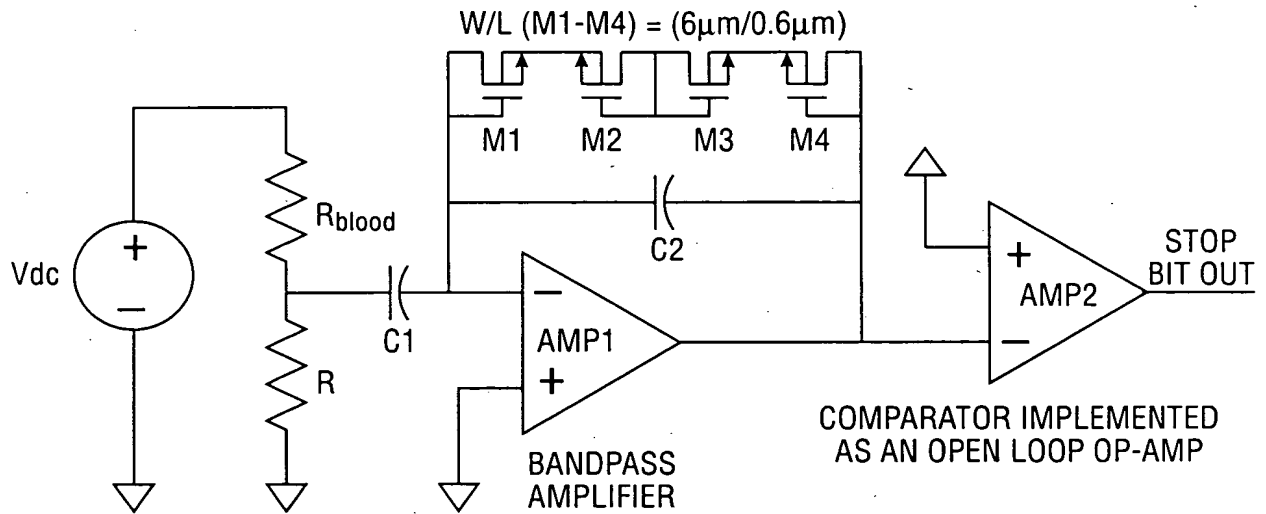 W/L (M1-M4) = (6µm/0.6µm)
M1
M2
M3
M4
Rblood
+
−
Vdc
C2
C1
R
−
AMP1
+
+
AMP2
−
STOP
BIT OUT
BANDPASS
AMPLIFIER
COMPARATOR IMPLEMENTED
AS AN OPEN LOOP OP-AMP